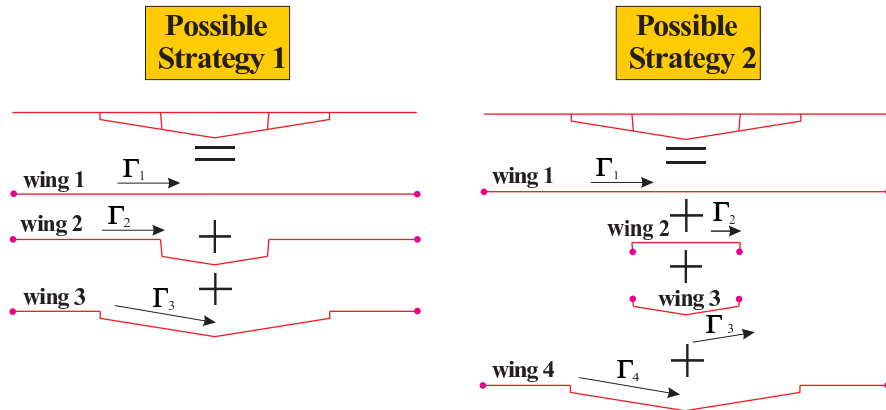 Possible
Strategy 1
wing 1 Γ1
wing 2 Γ2
wing 3 Γ3
Possible
Strategy 2
wing 1 Γ1
wing 2 Γ2
wing 3 Γ3
wing 4 Γ4